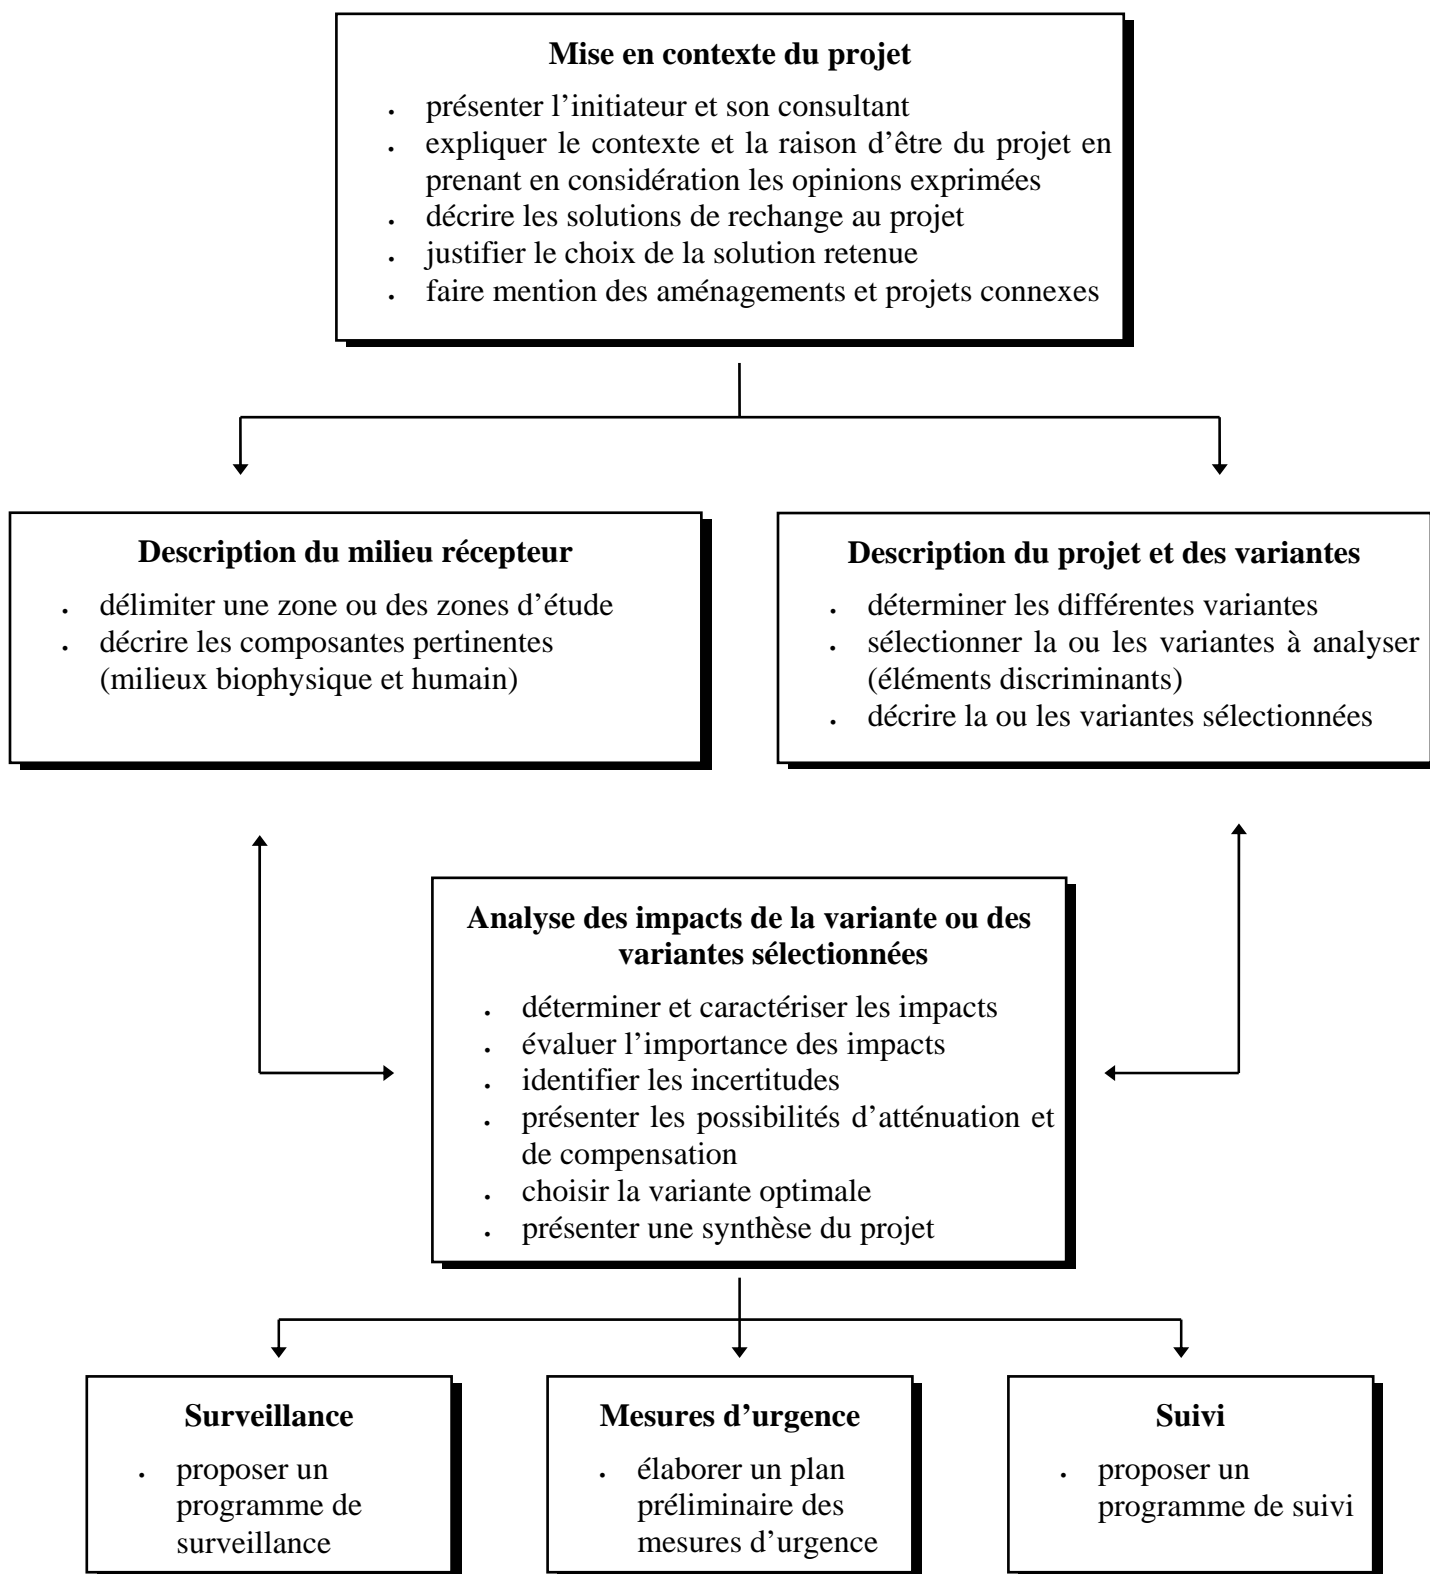 Mise en contexte du projet
. présenter l’initiateur et son consultant
. expliquer le contexte et la raison d’être du projet en
prenant en considération les opinions exprimées
. décrire les solutions de rechange au projet
. justifier le choix de la solution retenue
. faire mention des aménagements et projets connexes
Description du milieu récepteur
. délimiter une zone ou des zones d’étude
. décrire les composantes pertinentes
(milieux biophysique et humain)
Description du projet et des variantes
. déterminer les différentes variantes
. sélectionner la ou les variantes à analyser
(éléments discriminants)
. décrire la ou les variantes sélectionnées
Analyse des impacts de la variante ou des
variantes sélectionnées
. déterminer et caractériser les impacts
. évaluer l’importance des impacts
. identifier les incertitudes
. présenter les possibilités d’atténuation et
de compensation
. choisir la variante optimale
. présenter une synthèse du projet
Surveillance
. proposer un
programme de
surveillance
Mesures d’urgence
. élaborer un plan
préliminaire des
mesures d’urgence
Suivi
. proposer un
programme de suivi